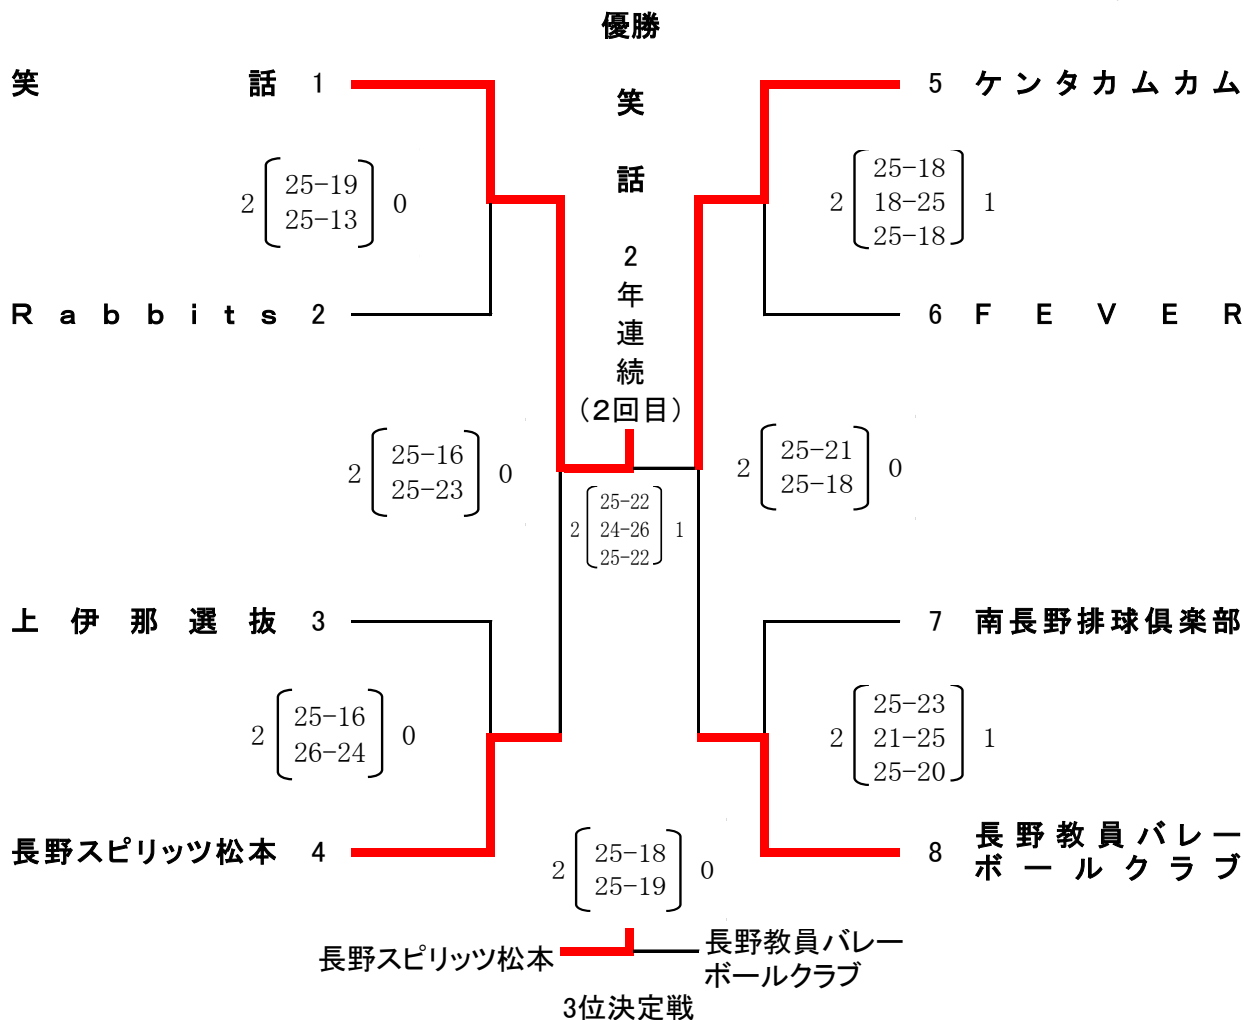 優勝
笑話
2年連続
(2回目)
笑話 1
2 25-19 0
25-13
Rabbits 2
2 25-16 0
25-23
上伊那選抜 3
2 25-16 0
26-24
長野スピリッツ松本 4
5 ケンタカムカム
25-18
2 18-25 1
25-18
6 FEVER
2 25-21 0
25-18
7 南長野排球倶楽部
25-23
2 21-25 1
25-20
8 長野教員バレー
ボールクラブ
25-22
2 24-26 1
25-22
2 25-18 0
25-19
長野スピリッツ松本
長野教員バレー
ボールクラブ
3位決定戦